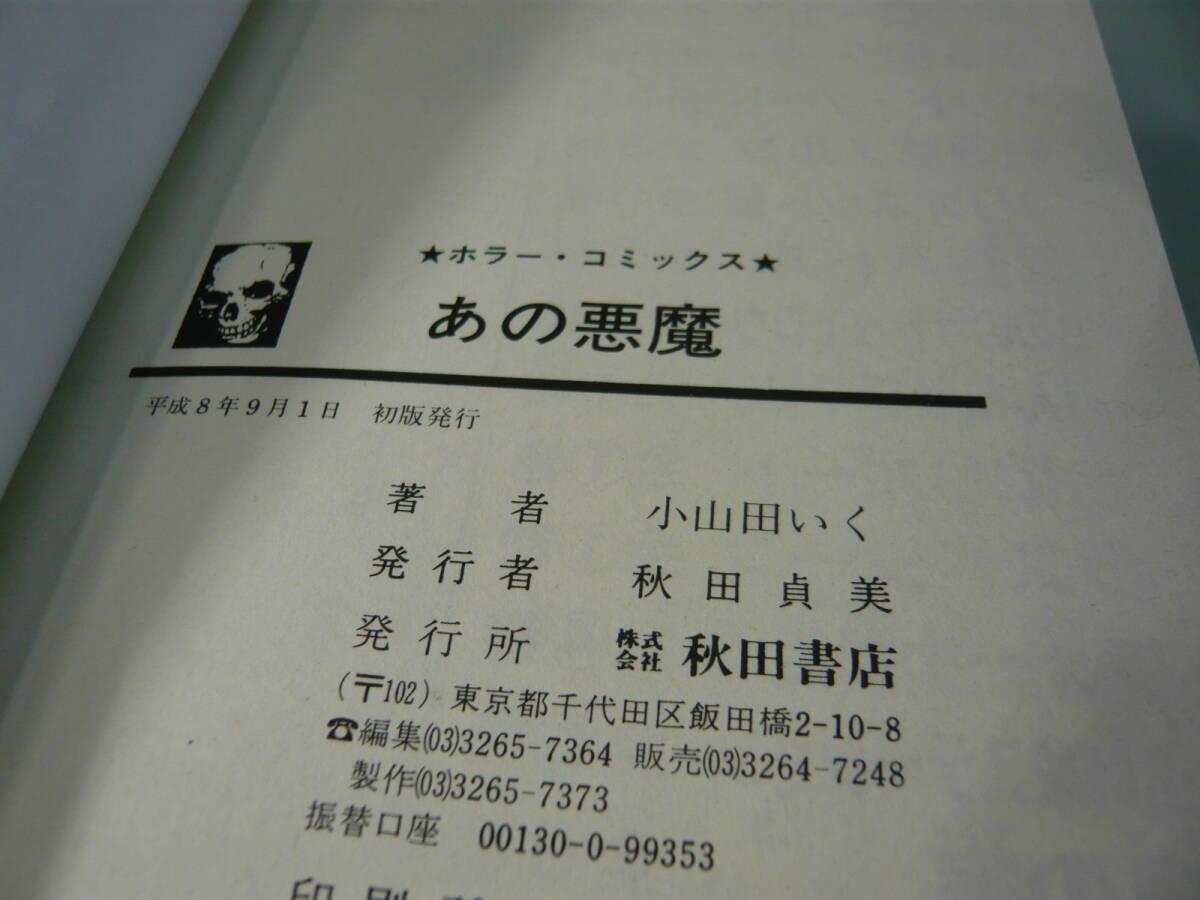 ★ホラー・コミックス★
あの悪魔
平成8年9月1日 初版発行
著者 小山田いく
発行者 秋田貞美
発行所 株式会社 秋田書店
(〒102) 東京都千代田区飯田橋2-10-8
☎編集(03)3265-7364 販売(03)3264-7248
製作(03)3265-7373
振替口座 00130-0-99353
印刷